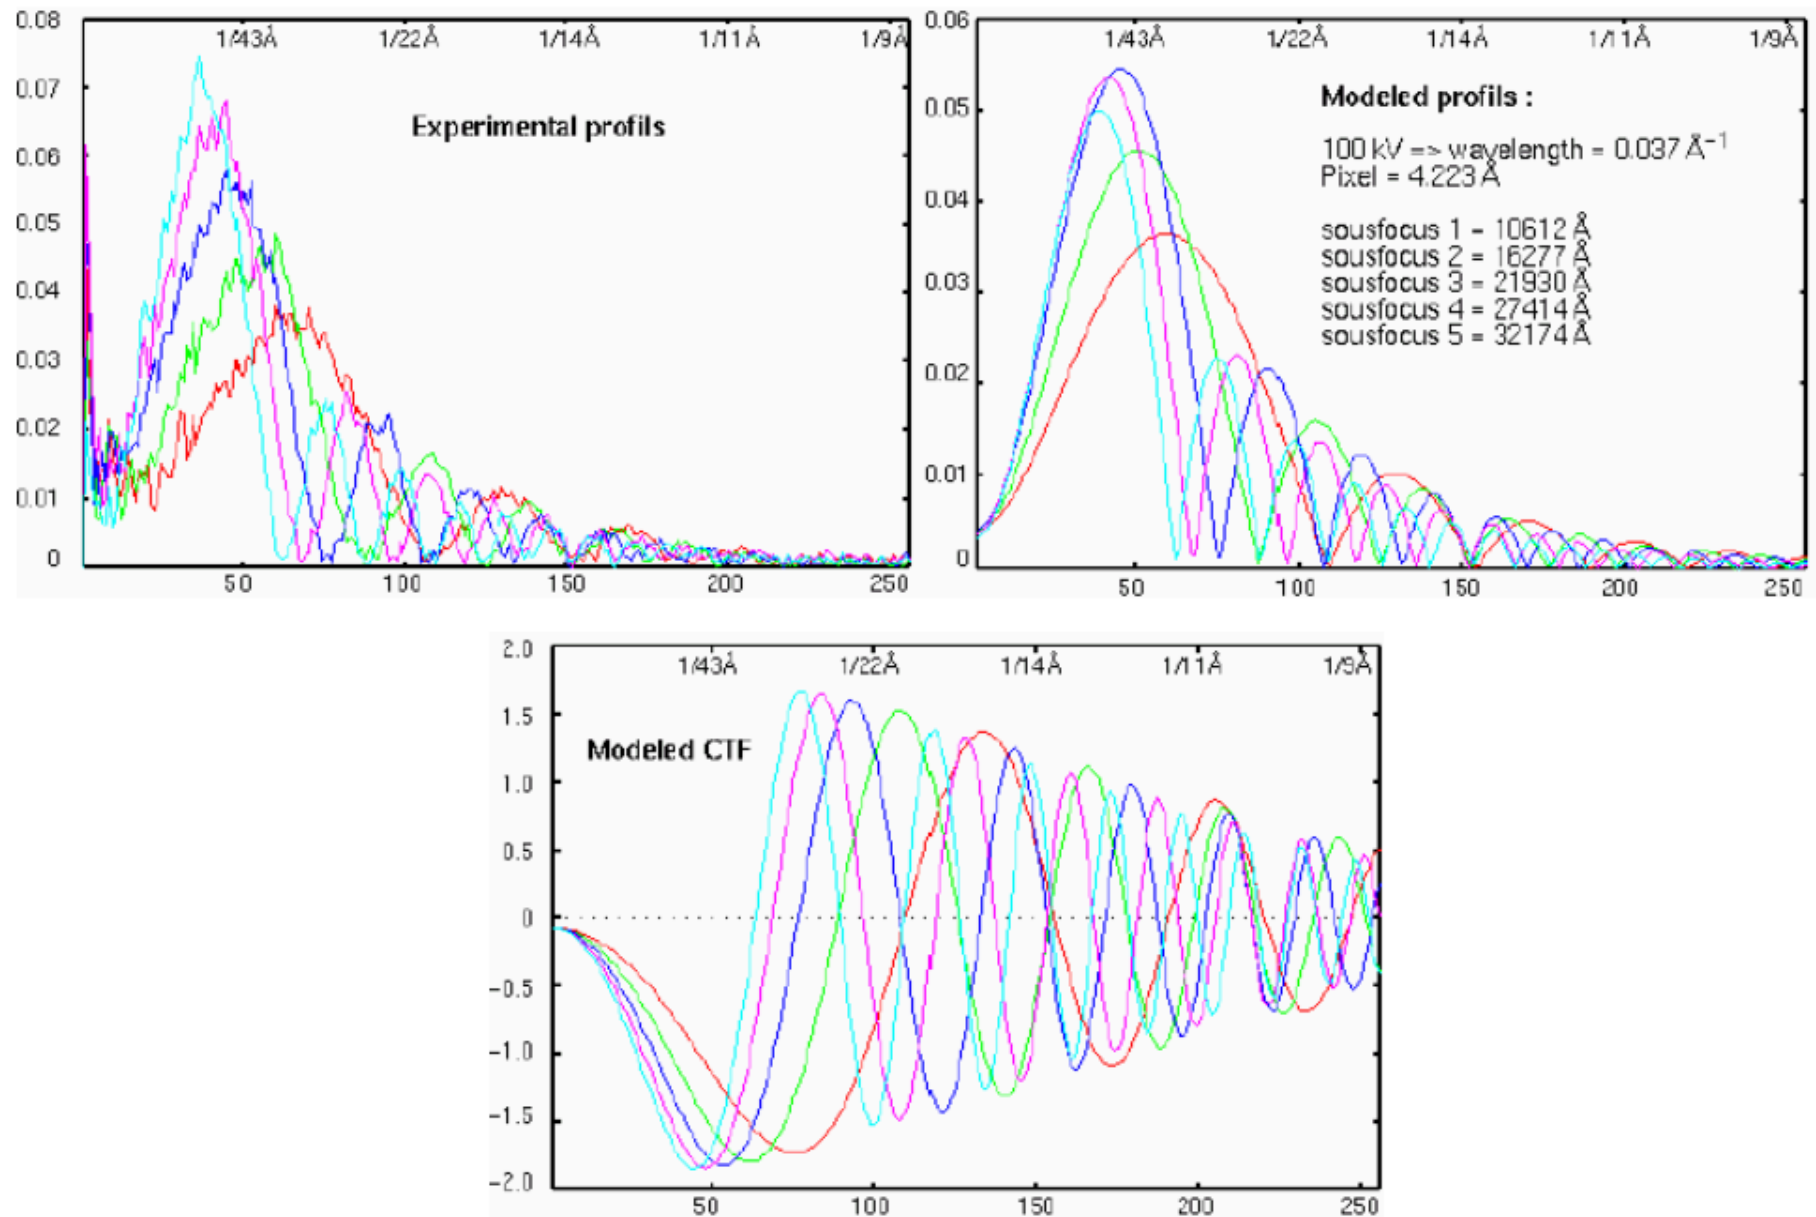 0.08
0.07
0.06
0.05
0.04
0.03
0.02
0.01
0
1/43Å 1/22Å 1/14Å 1/11Å 1/9Å
Experimental profils
50 100 150 200 250
0.06
0.05
0.04
0.03
0.02
0.01
0
1/43Å 1/22Å 1/14Å 1/11Å 1/9Å
Modeled profils :
100 kV => wavelength = 0.037 Å⁻¹
Pixel = 4.223 Å
sousfocus 1 = 10612 Å
sousfocus 2 = 16277 Å
sousfocus 3 = 21930 Å
sousfocus 4 = 27414 Å
sousfocus 5 = 32174 Å
50 100 150 200 250
2.0
1.5
1.0
0.5
0
-0.5
-1.0
-1.5
-2.0
1/43Å 1/22Å 1/14Å 1/11Å 1/9Å
Modeled CTF
50 100 150 200 250